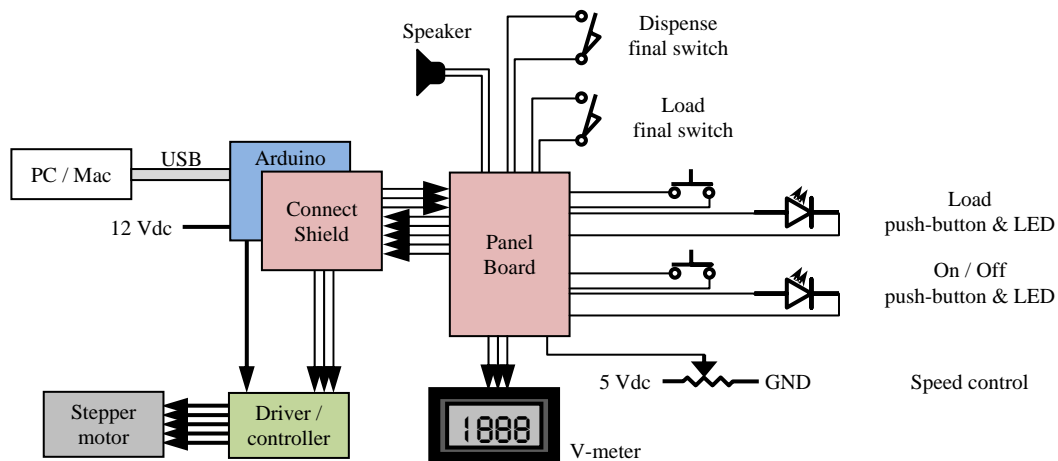 Speaker
Dispense
final switch
Load
final switch
PC / Mac
USB
Arduino
Connect
Shield
12 Vdc
Panel
Board
Load
push-button & LED
On / Off
push-button & LED
5 Vdc
GND
Speed control
Stepper
motor
Driver /
controller
1888
V-meter